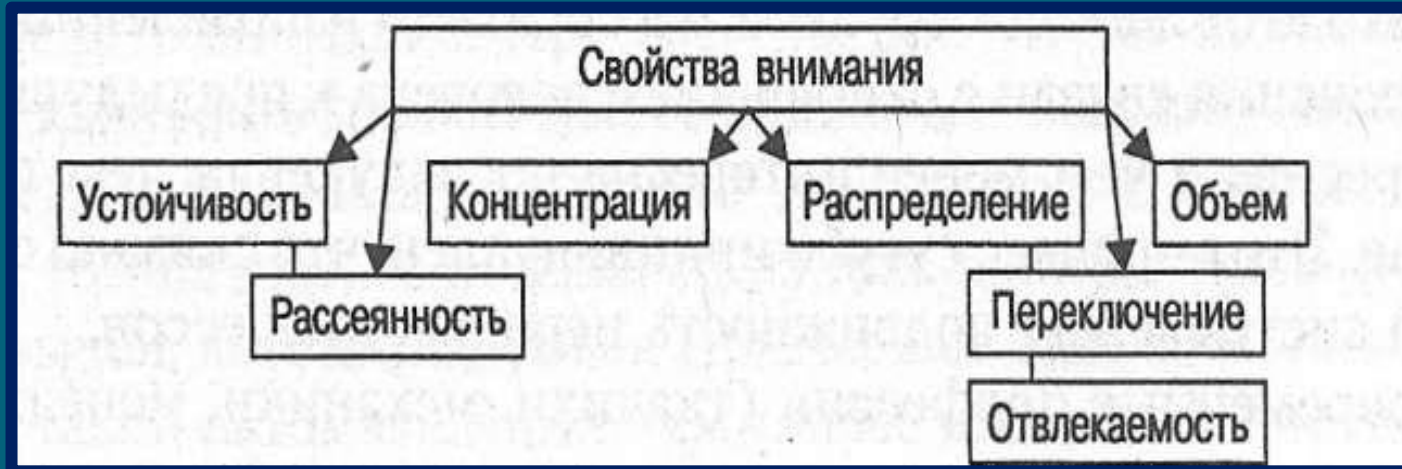 Свойства внимания
Устойчивость
Концентрация
Распределение
Объем
Рассеянность
Переключение
Отвлекаемость